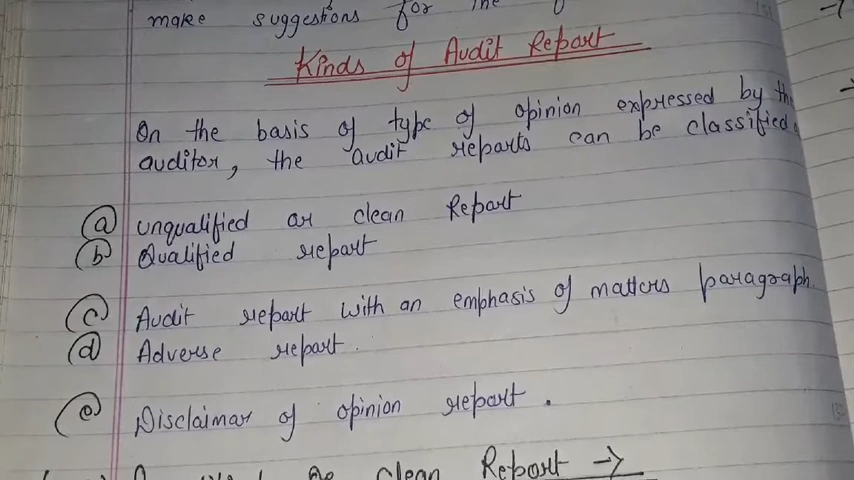 make suggestions for the
Kinds of Audit Report
On the basis of type of opinion expressed by the
auditor, the audit reports can be classified
(a) unqualified or clean Report
(b) Qualified report
(c) Audit report with an emphasis of matters paragraph.
(d) Adverse report.
(e) Disclaimar of opinion report.
clean Report →